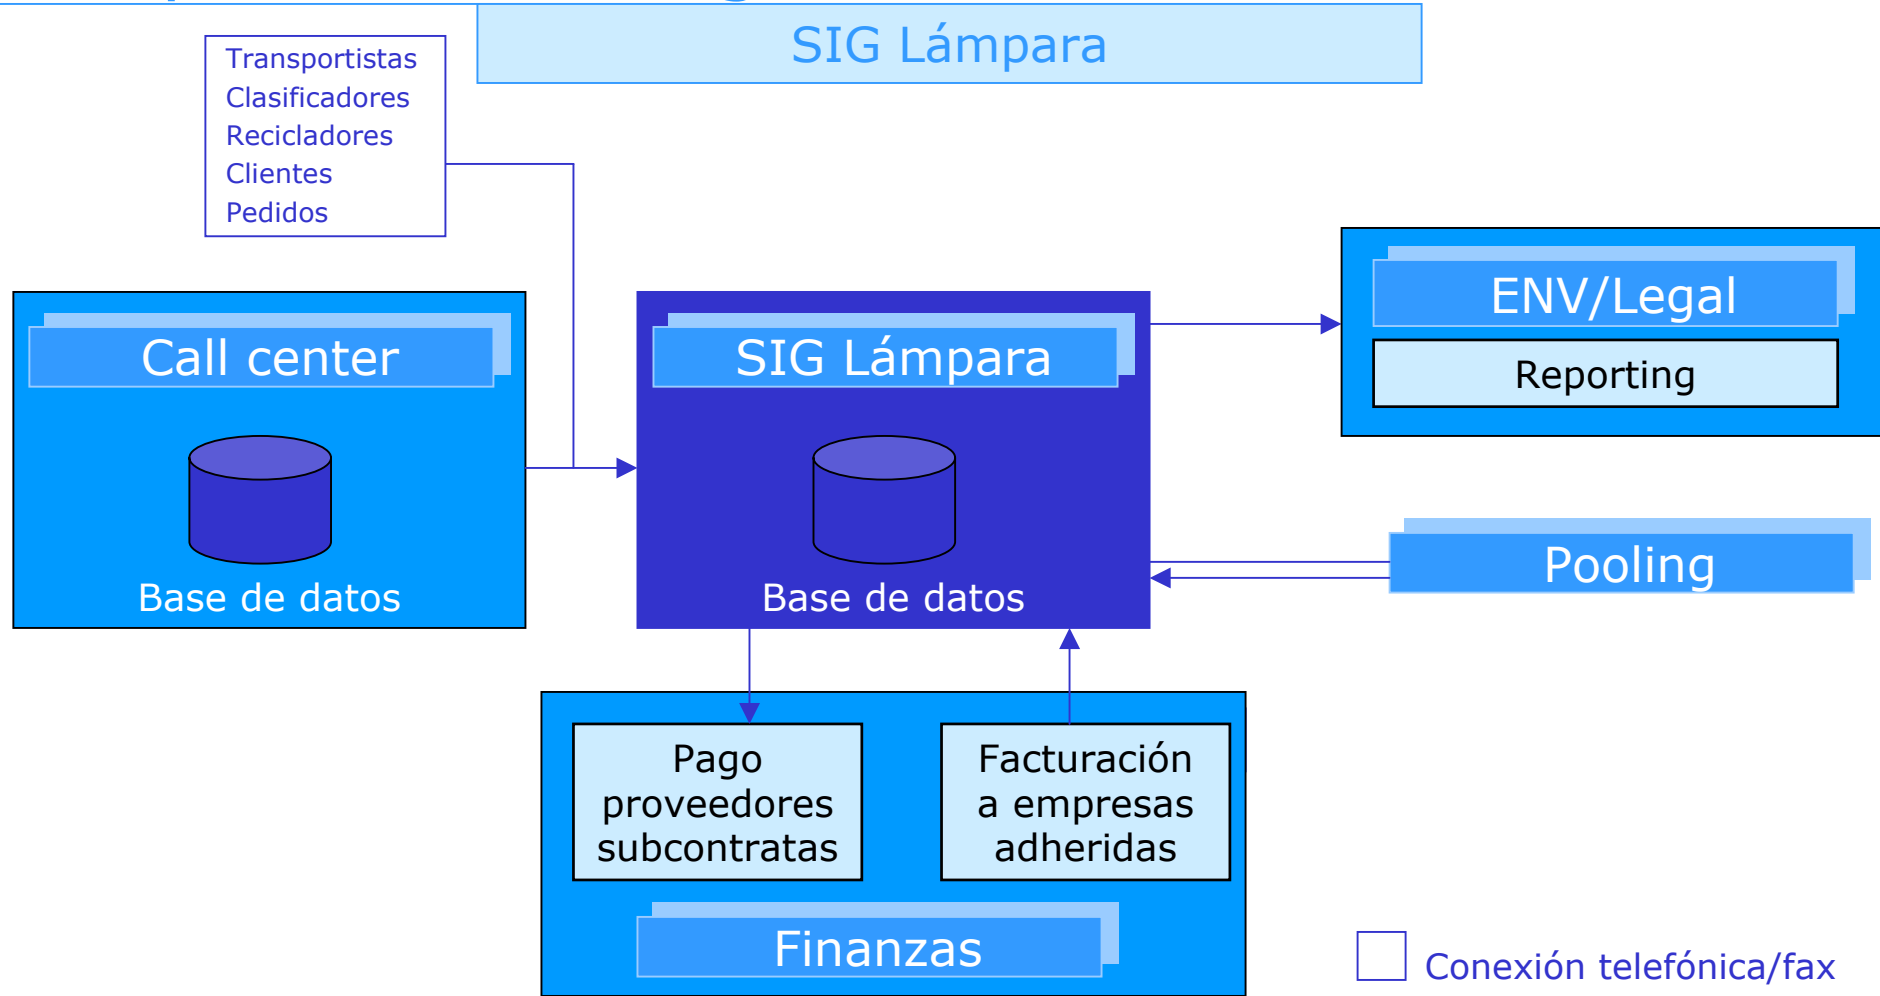 SIG Lámpara
Transportistas
Clasificadores
Recicladores
Clientes
Pedidos
ENV/Legal
Reporting
Call center
Base de datos
SIG Lámpara
Base de datos
Pooling
Pago
proveedores
subcontratas
Facturación
a empresas
adheridas
Finanzas
Conexión telefónica/fax